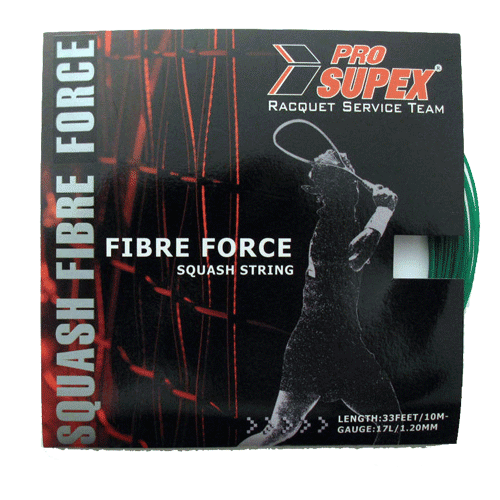 SQUASH FIBRE FORCE
PRO
SUPEX®
RACQUET SERVICE TEAM
FIBRE FORCE
SQUASH STRING
LENGTH:33FEET/10M-
GAUGE:17L/1.20MM